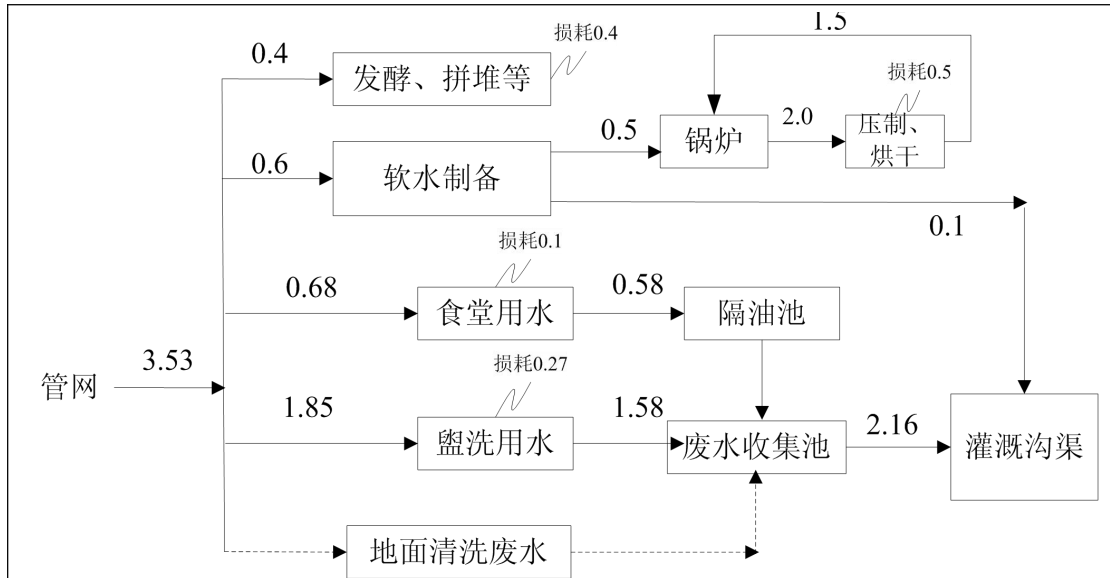 1.5
损耗0.4
0.4
发酵、拼堆等
损耗0.5
0.5
锅炉
2.0
压制、
烘干
0.6
软水制备
0.1
损耗0.1
0.68
食堂用水
0.58
隔油池
3.53
管网
损耗0.27
1.85
盥洗用水
1.58
废水收集池
2.16
灌溉沟渠
地面清洗废水